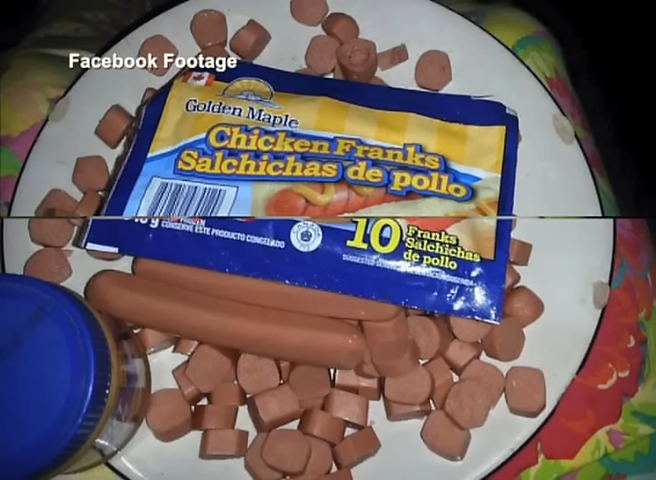 Facebook Footage
Golden Maple
Chicken Franks
Salchichas de pollo
CONSERVE ESTE PRODUCTO CONGELADO
10 Franks
Salchichas
de pollo